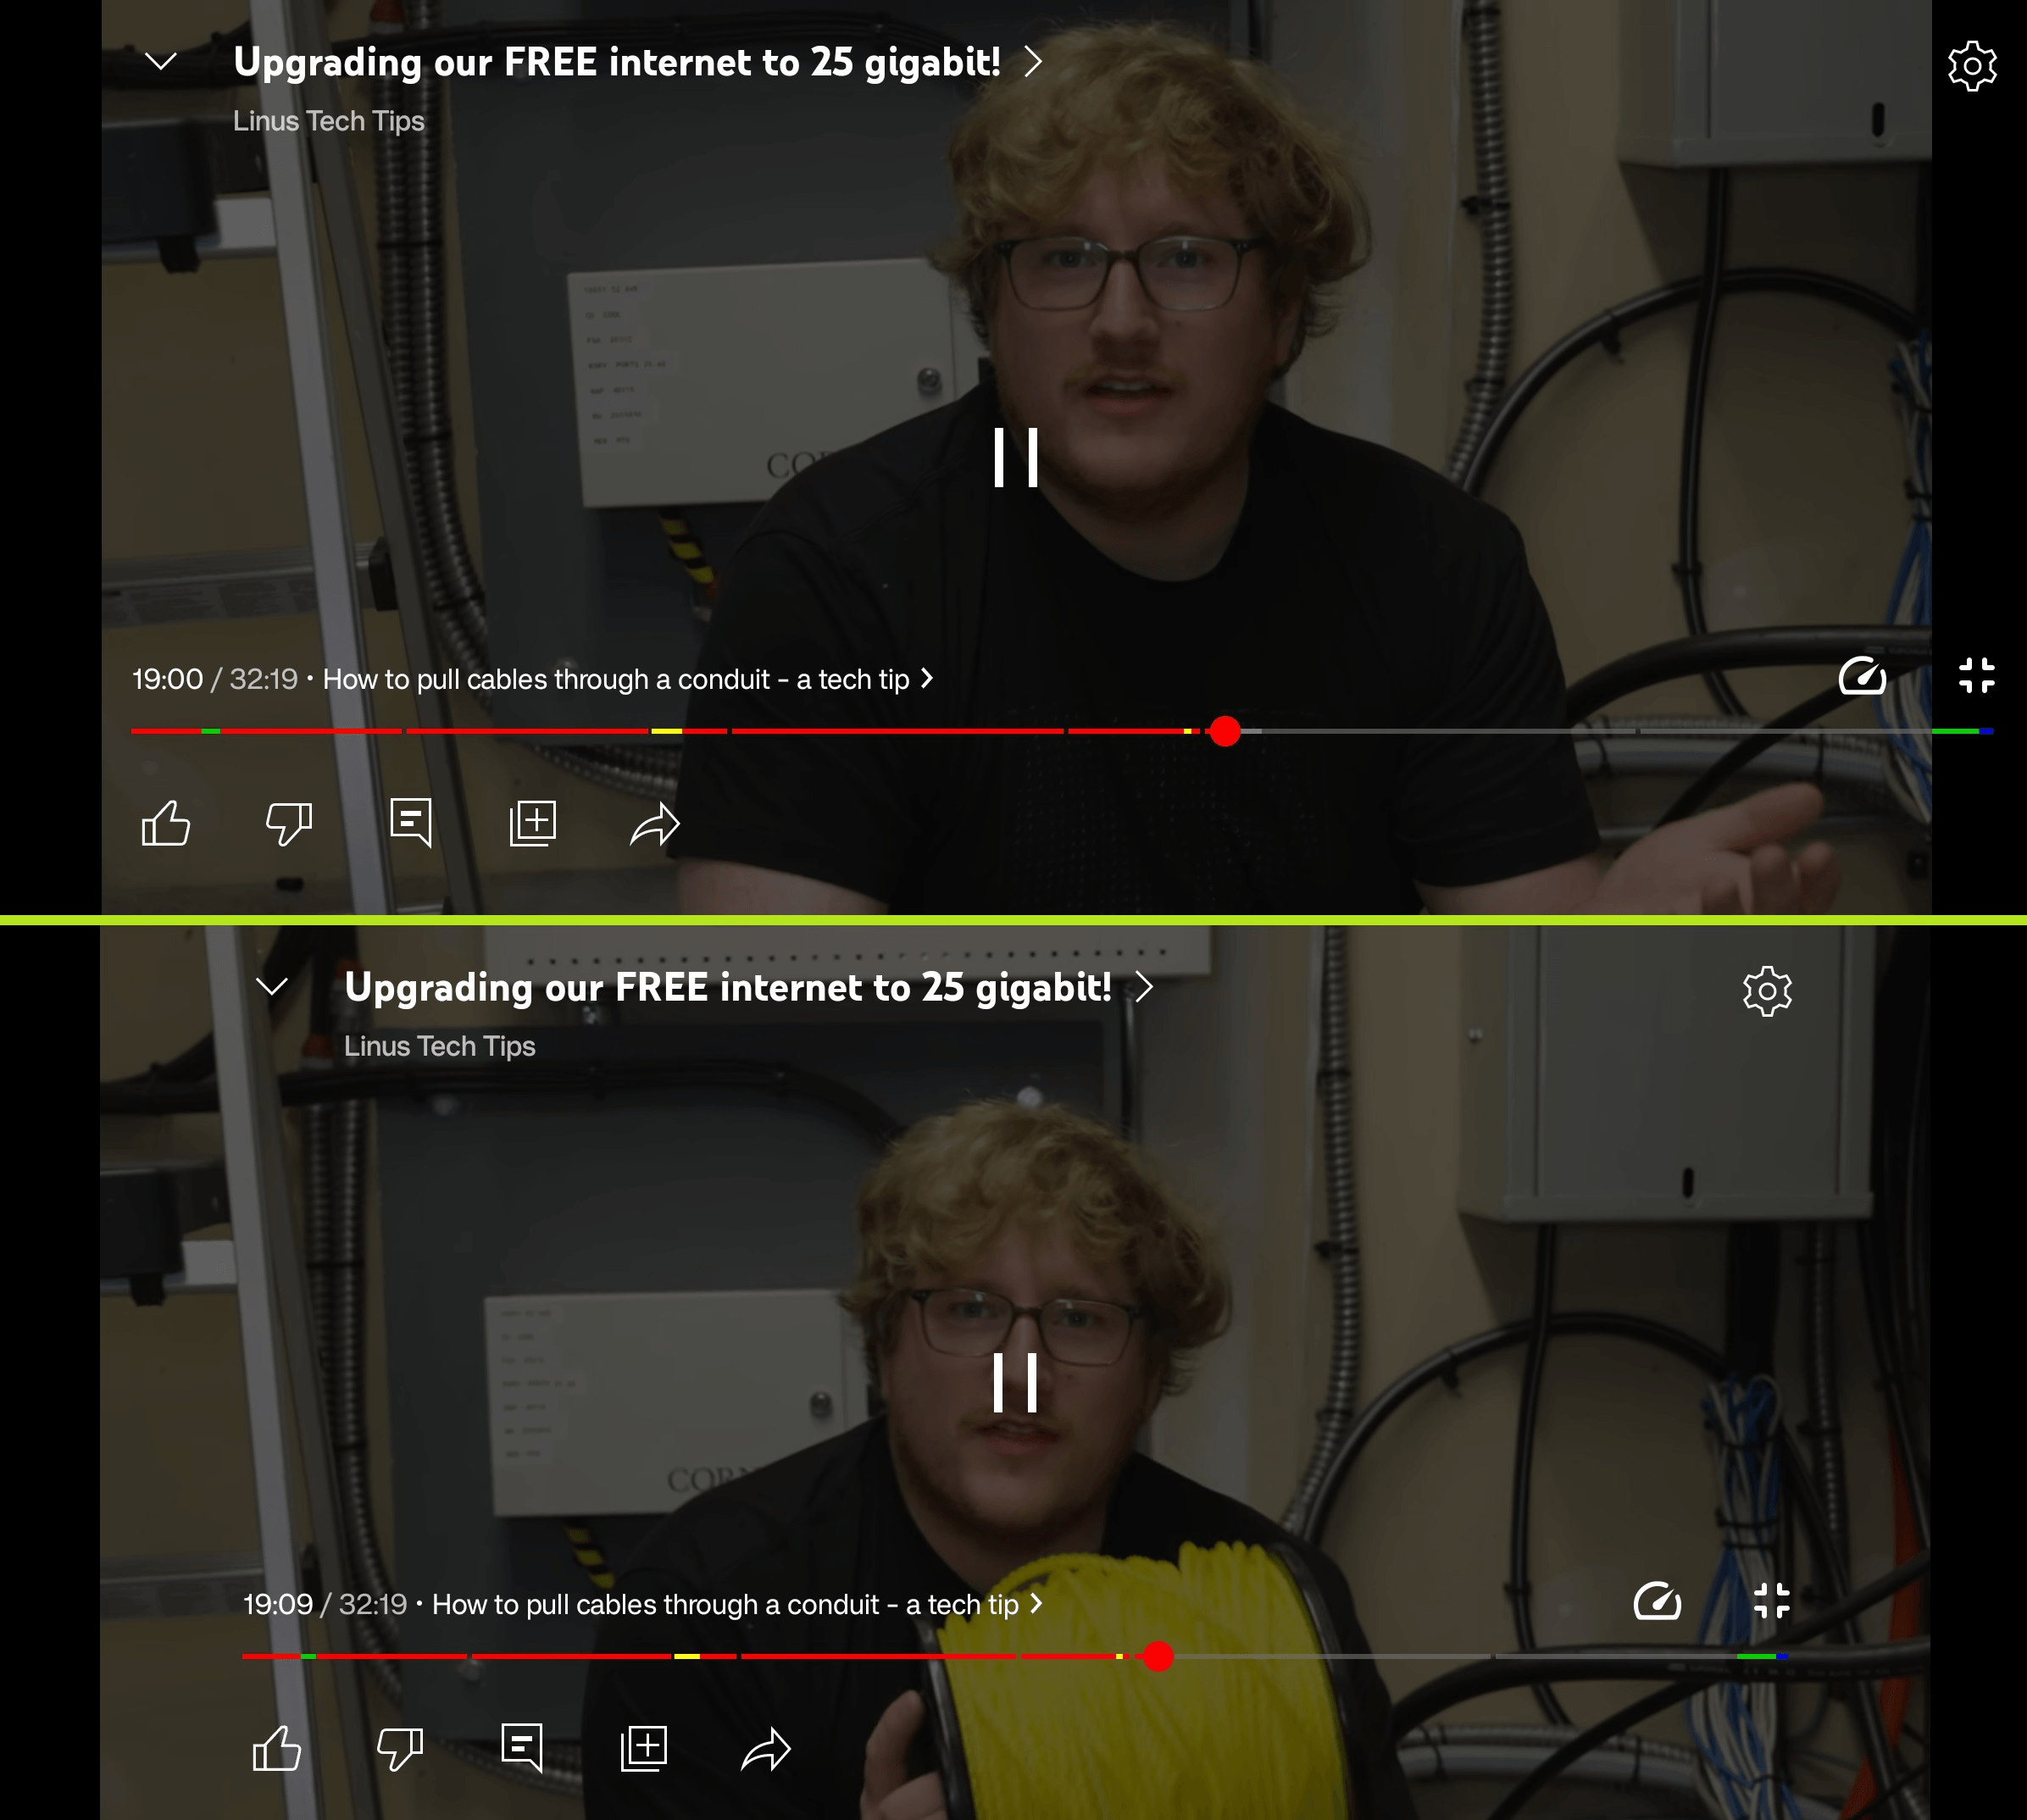 Upgrading our FREE internet to 25 gigabit!
Linus Tech Tips
CO
19:00 / 32:19 • How to pull cables through a conduit – a tech tip
Upgrading our FREE internet to 25 gigabit!
Linus Tech Tips
COR
19:09 / 32:19 • How to pull cables through a conduit – a tech tip